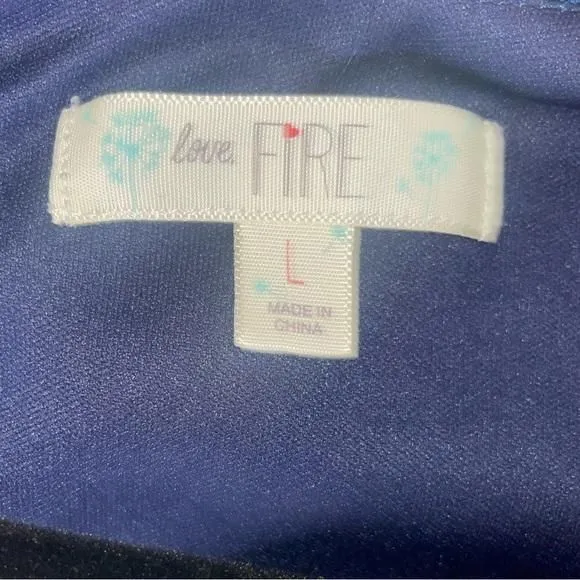 love, FiRE
L
MADE IN
CHINA